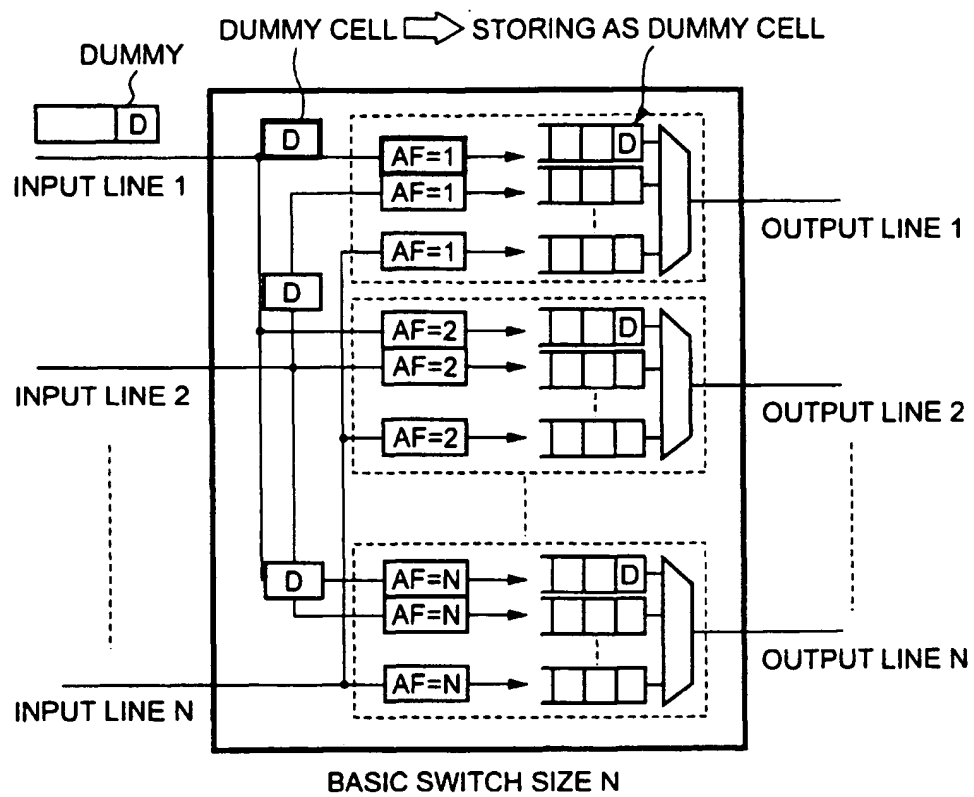 DUMMY CELL STORING AS DUMMY CELL
DUMMY
D
D
D
AF=1
INPUT LINE 1
AF=1
OUTPUT LINE 1
AF=1
D
D
AF=2
INPUT LINE 2
AF=2
OUTPUT LINE 2
AF=2
D
D
AF=N
AF=N
OUTPUT LINE N
AF=N
INPUT LINE N
BASIC SWITCH SIZE N